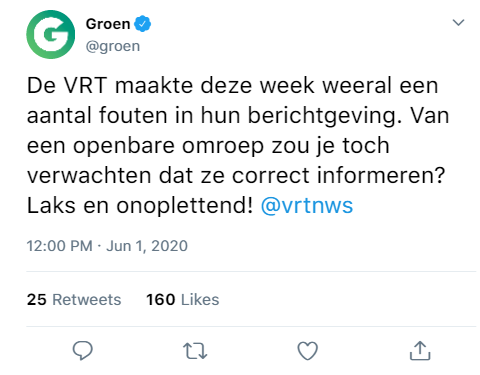 Groen
@groen
De VRT maakte deze week weeral een
aantal fouten in hun berichtgeving. Van
een openbare omroep zou je toch
verwachten dat ze correct informeren?
Laks en onoplettend! @vrtnws
12:00 PM · Jun 1, 2020
25 Retweets 160 Likes